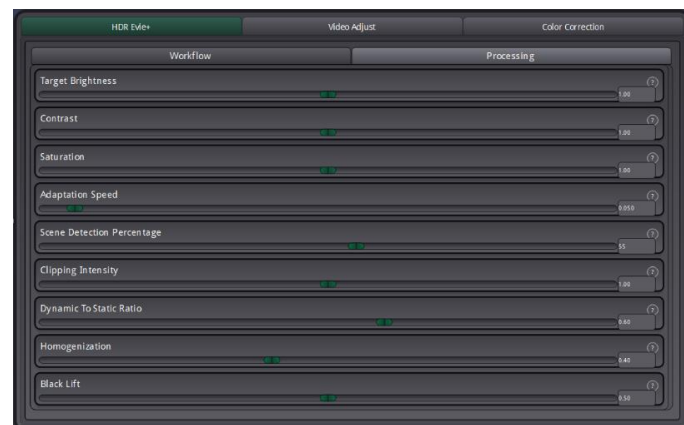 HDR Evie+ Video Adjust Color Correction
Workflow Processing
Target Brightness ?
1.00
Contrast ?
1.00
Saturation ?
1.00
Adaptation Speed ?
0.050
Scene Detection Percentage ?
55
Clipping Intensity ?
1.00
Dynamic To Static Ratio ?
0.60
Homogenization ?
0.40
Black Lift ?
0.50